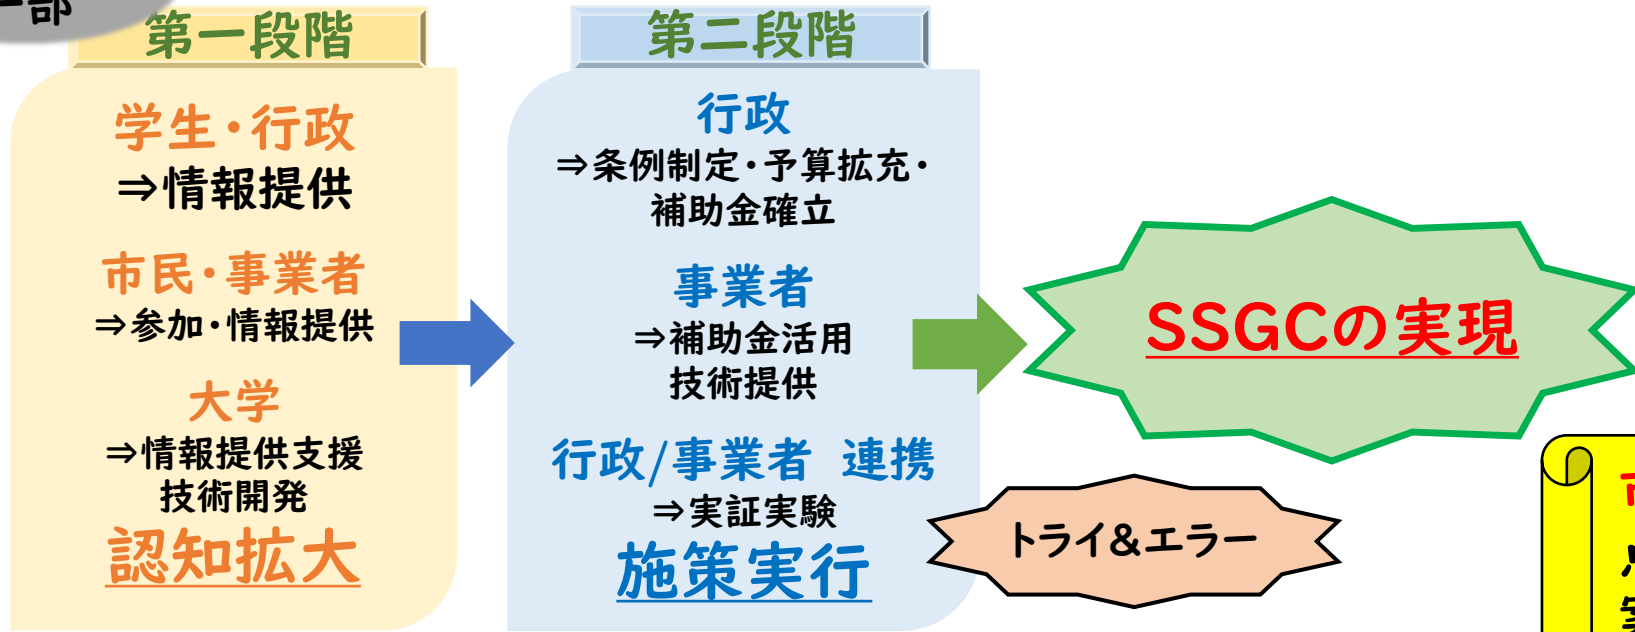 部
第一段階
学生・行政
⇒情報提供
市民・事業者
⇒参加・情報提供
大学
⇒情報提供支援
技術開発
認知拡大
第二段階
行政
⇒条例制定・予算拡充・
補助金確立
事業者
⇒補助金活用
技術提供
行政/事業者 連携
⇒実証実験
施策実行
SSGCの実現
トライ&エラー